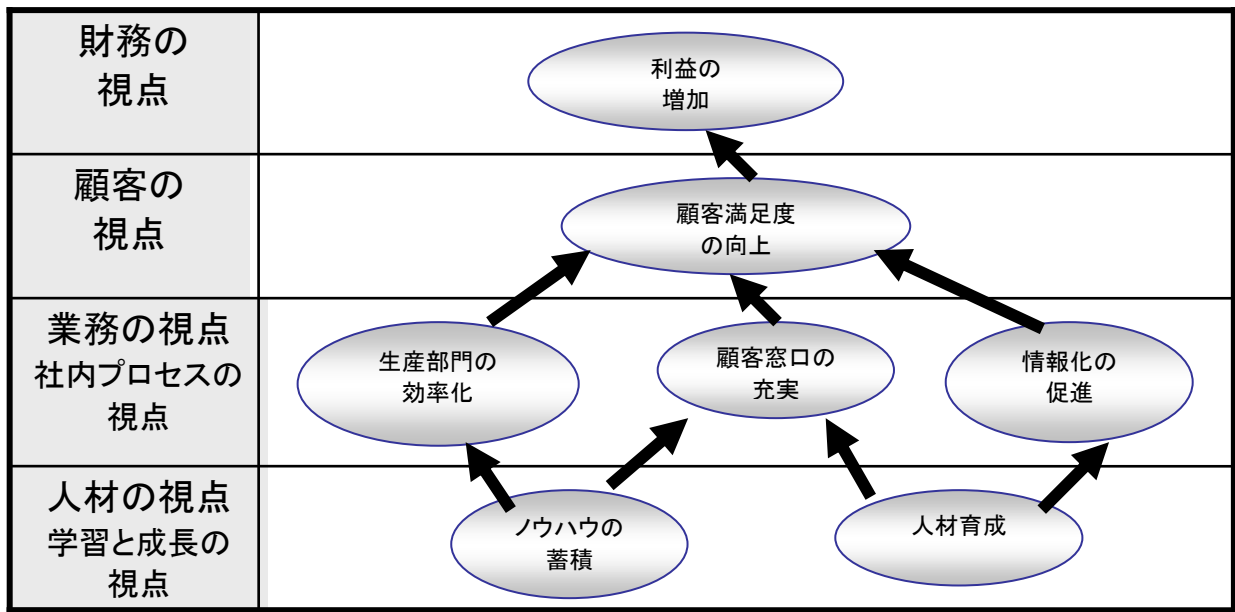 財務の
視点
利益の
増加
顧客の
視点
顧客満足度
の向上
業務の視点
社内プロセスの
視点
生産部門の
効率化
顧客窓口の
充実
情報化の
促進
人材の視点
学習と成長の
視点
ノウハウの
蓄積
人材育成